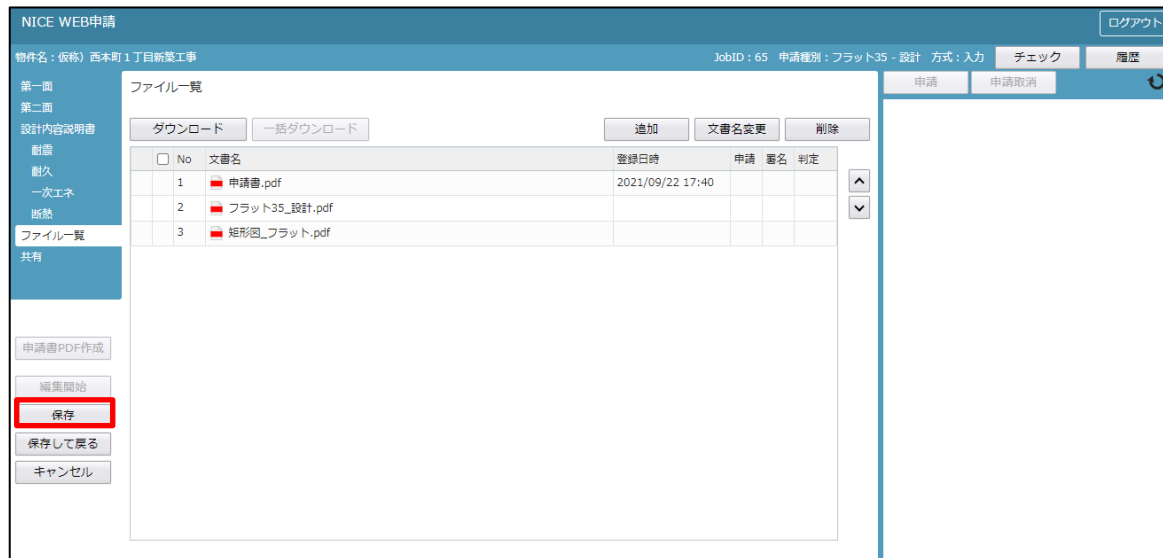 NICE WEB申請
ログアウト
物件名：仮称）西本町１丁目新築工事 JobID：65 申請種別：フラット35 - 設計 方式：入力 チェック 履歴
第一面
第二面
設計内容説明書
耐震
耐久
一次エネ
断熱
ファイル一覧
共有
申請書PDF作成
編集開始
保存
保存して戻る
キャンセル
ファイル一覧
ダウンロード 一括ダウンロード 追加 文書名変更 削除
No 文書名 登録日時 申請 署名 判定
1 申請書.pdf 2021/09/22 17:40
2 フラット35_設計.pdf
3 矩形図_フラット.pdf
申請 申請取消